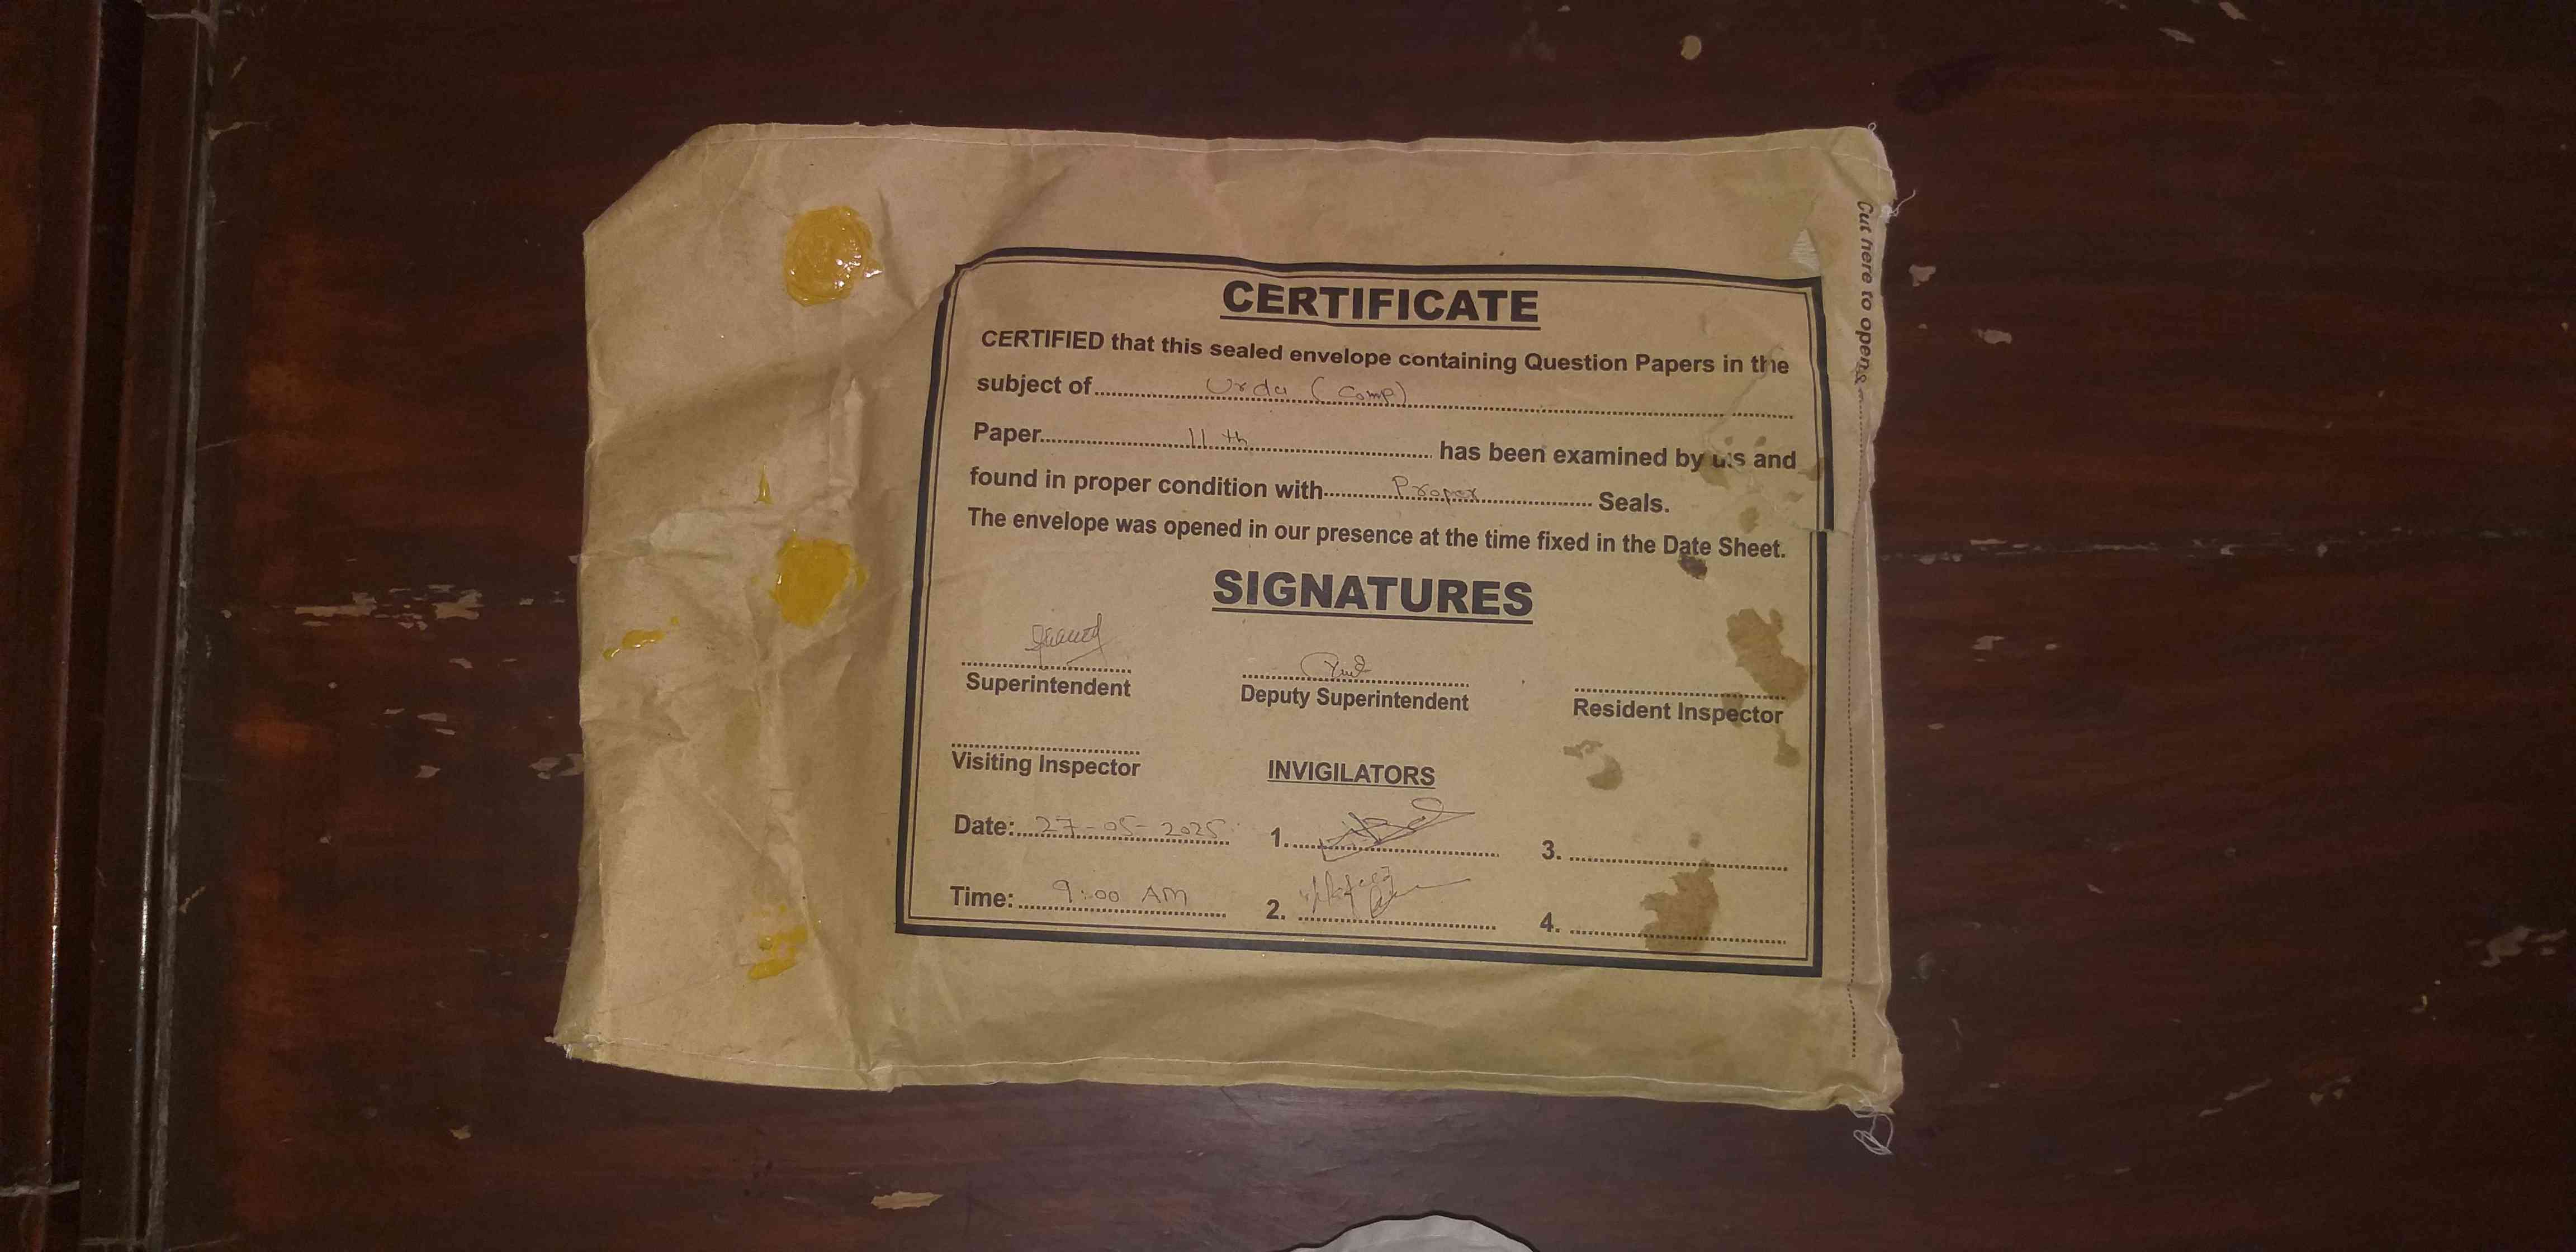 CERTIFICATE
CERTIFIED that this sealed envelope containing Question Papers in the
subject of Urdu (Comp)
Paper 11th has been examined by us and
found in proper condition with Proper Seals.
The envelope was opened in our presence at the time fixed in the Date Sheet.
SIGNATURES
Superintendent
Deputy Superintendent
Resident Inspector
Visiting Inspector
INVIGILATORS
Date: 27-05-2025
1.
3.
Time: 9:00 AM
2.
4.
Cut here to open